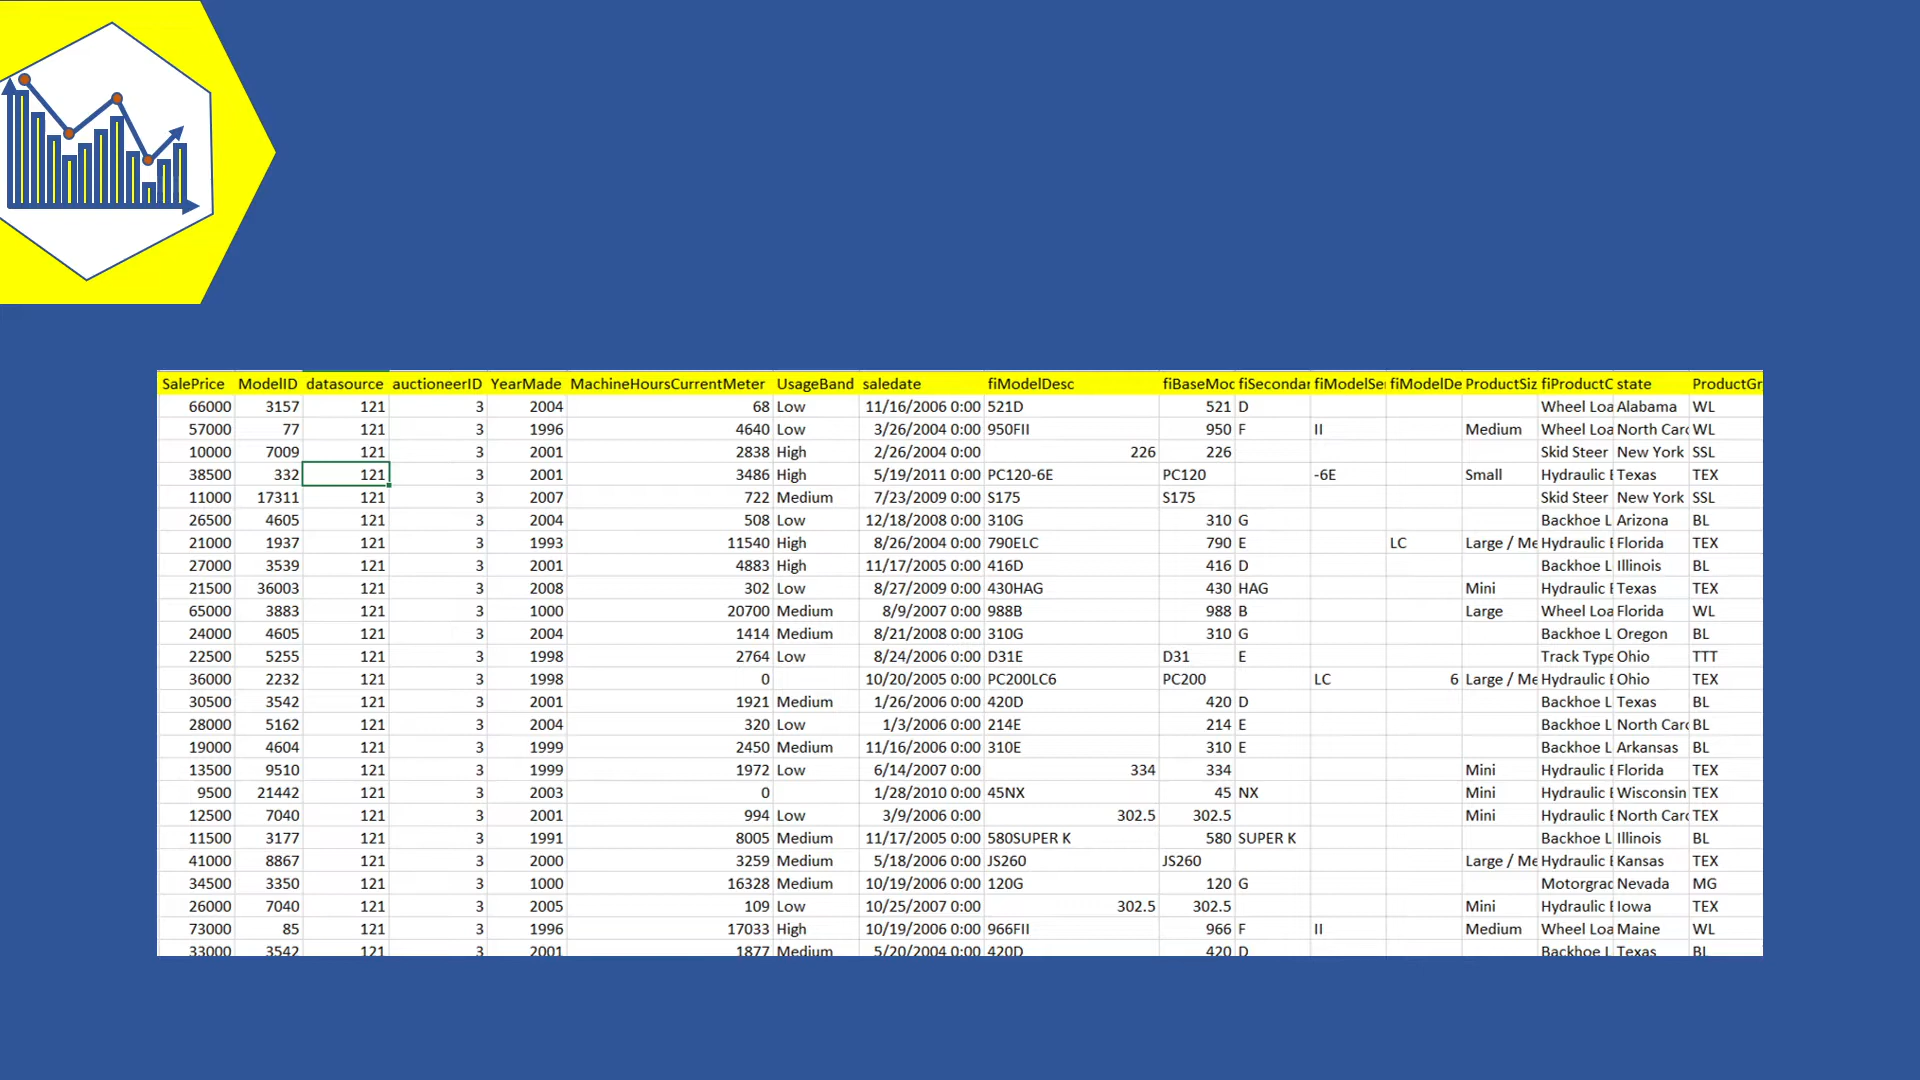 SalePrice ModelID datasource auctioneerID YearMade MachineHoursCurrentMeter UsageBand saledate fiModelDesc fiBaseMoc fiSecondar fiModelSei fiModelDe ProductSiz fiProductC state ProductGr
66000 3157 121 3 2004 68 Low 11/16/2006 0:00 521D 521 D Wheel Loa Alabama WL
57000 77 121 3 1996 4640 Low 3/26/2004 0:00 950FII 950 F II Medium Wheel Loa North Carc WL
10000 7009 121 3 2001 2838 High 2/26/2004 0:00 226 226 Skid Steer New York SSL
38500 332 121 3 2001 3486 High 5/19/2011 0:00 PC120-6E PC120 -6E Small Hydraulic E Texas TEX
11000 17311 121 3 2007 722 Medium 7/23/2009 0:00 S175 S175 Skid Steer New York SSL
26500 4605 121 3 2004 508 Low 12/18/2008 0:00 310G 310 G Backhoe L Arizona BL
21000 1937 121 3 1993 11540 High 8/26/2004 0:00 790ELC 790 E LC Large / Me Hydraulic E Florida TEX
27000 3539 121 3 2001 4883 High 11/17/2005 0:00 416D 416 D Backhoe L Illinois BL
21500 36003 121 3 2008 302 Low 8/27/2009 0:00 430HAG 430 HAG Mini Hydraulic E Texas TEX
65000 3883 121 3 1000 20700 Medium 8/9/2007 0:00 988B 988 B Large Wheel Loa Florida WL
24000 4605 121 3 2004 1414 Medium 8/21/2008 0:00 310G 310 G Backhoe L Oregon BL
22500 5255 121 3 1998 2764 Low 8/24/2006 0:00 D31E D31 E Track Type Ohio TTT
36000 2232 121 3 1998 0 10/20/2005 0:00 PC200LC6 PC200 LC 6 Large / Me Hydraulic E Ohio TEX
30500 3542 121 3 2001 1921 Medium 1/26/2006 0:00 420D 420 D Backhoe L Texas BL
28000 5162 121 3 2004 320 Low 1/3/2006 0:00 214E 214 E Backhoe L North Carc BL
19000 4604 121 3 1999 2450 Medium 11/16/2006 0:00 310E 310 E Backhoe L Arkansas BL
13500 9510 121 3 1999 1972 Low 6/14/2007 0:00 334 334 Mini Hydraulic E Florida TEX
9500 21442 121 3 2003 0 1/28/2010 0:00 45NX 45 NX Mini Hydraulic E Wisconsin TEX
12500 7040 121 3 2001 994 Low 3/9/2006 0:00 302.5 302.5 Mini Hydraulic E North Carc TEX
11500 3177 121 3 1991 8005 Medium 11/17/2005 0:00 580SUPER K 580 SUPER K Backhoe L Illinois BL
41000 8867 121 3 2000 3259 Medium 5/18/2006 0:00 JS260 JS260 Large / Me Hydraulic E Kansas TEX
34500 3350 121 3 1000 16328 Medium 10/19/2006 0:00 120G 120 G Motorgrac Nevada MG
26000 7040 121 3 2005 109 Low 10/25/2007 0:00 302.5 302.5 Mini Hydraulic E Iowa TEX
73000 85 121 3 1996 17033 High 10/19/2006 0:00 966FII 966 F II Medium Wheel Loa Maine WL
33000 3542 121 3 2001 1877 Medium 5/20/2004 0:00 420D 420 D Backhoe L Texas BL